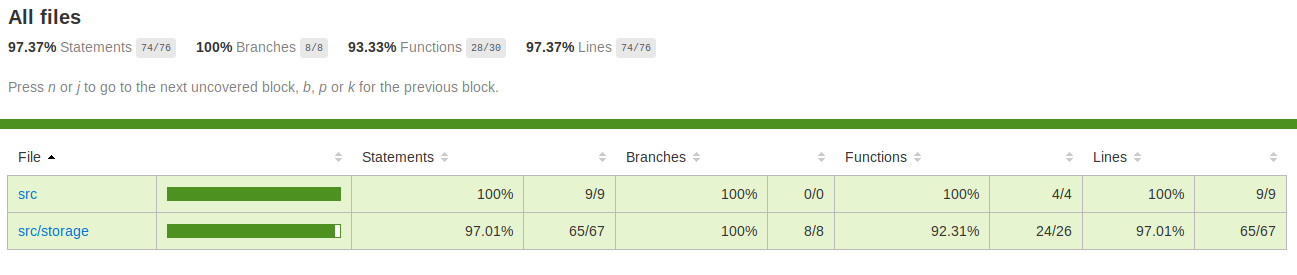 All files
97.37% Statements 74/76 100% Branches 8/8 93.33% Functions 28/30 97.37% Lines 74/76
Press n or j to go to the next uncovered block, b, p or k for the previous block.
File Statements Branches Functions Lines
src 100% 9/9 100% 0/0 100% 4/4 100% 9/9
src/storage 97.01% 65/67 100% 8/8 92.31% 24/26 97.01% 65/67